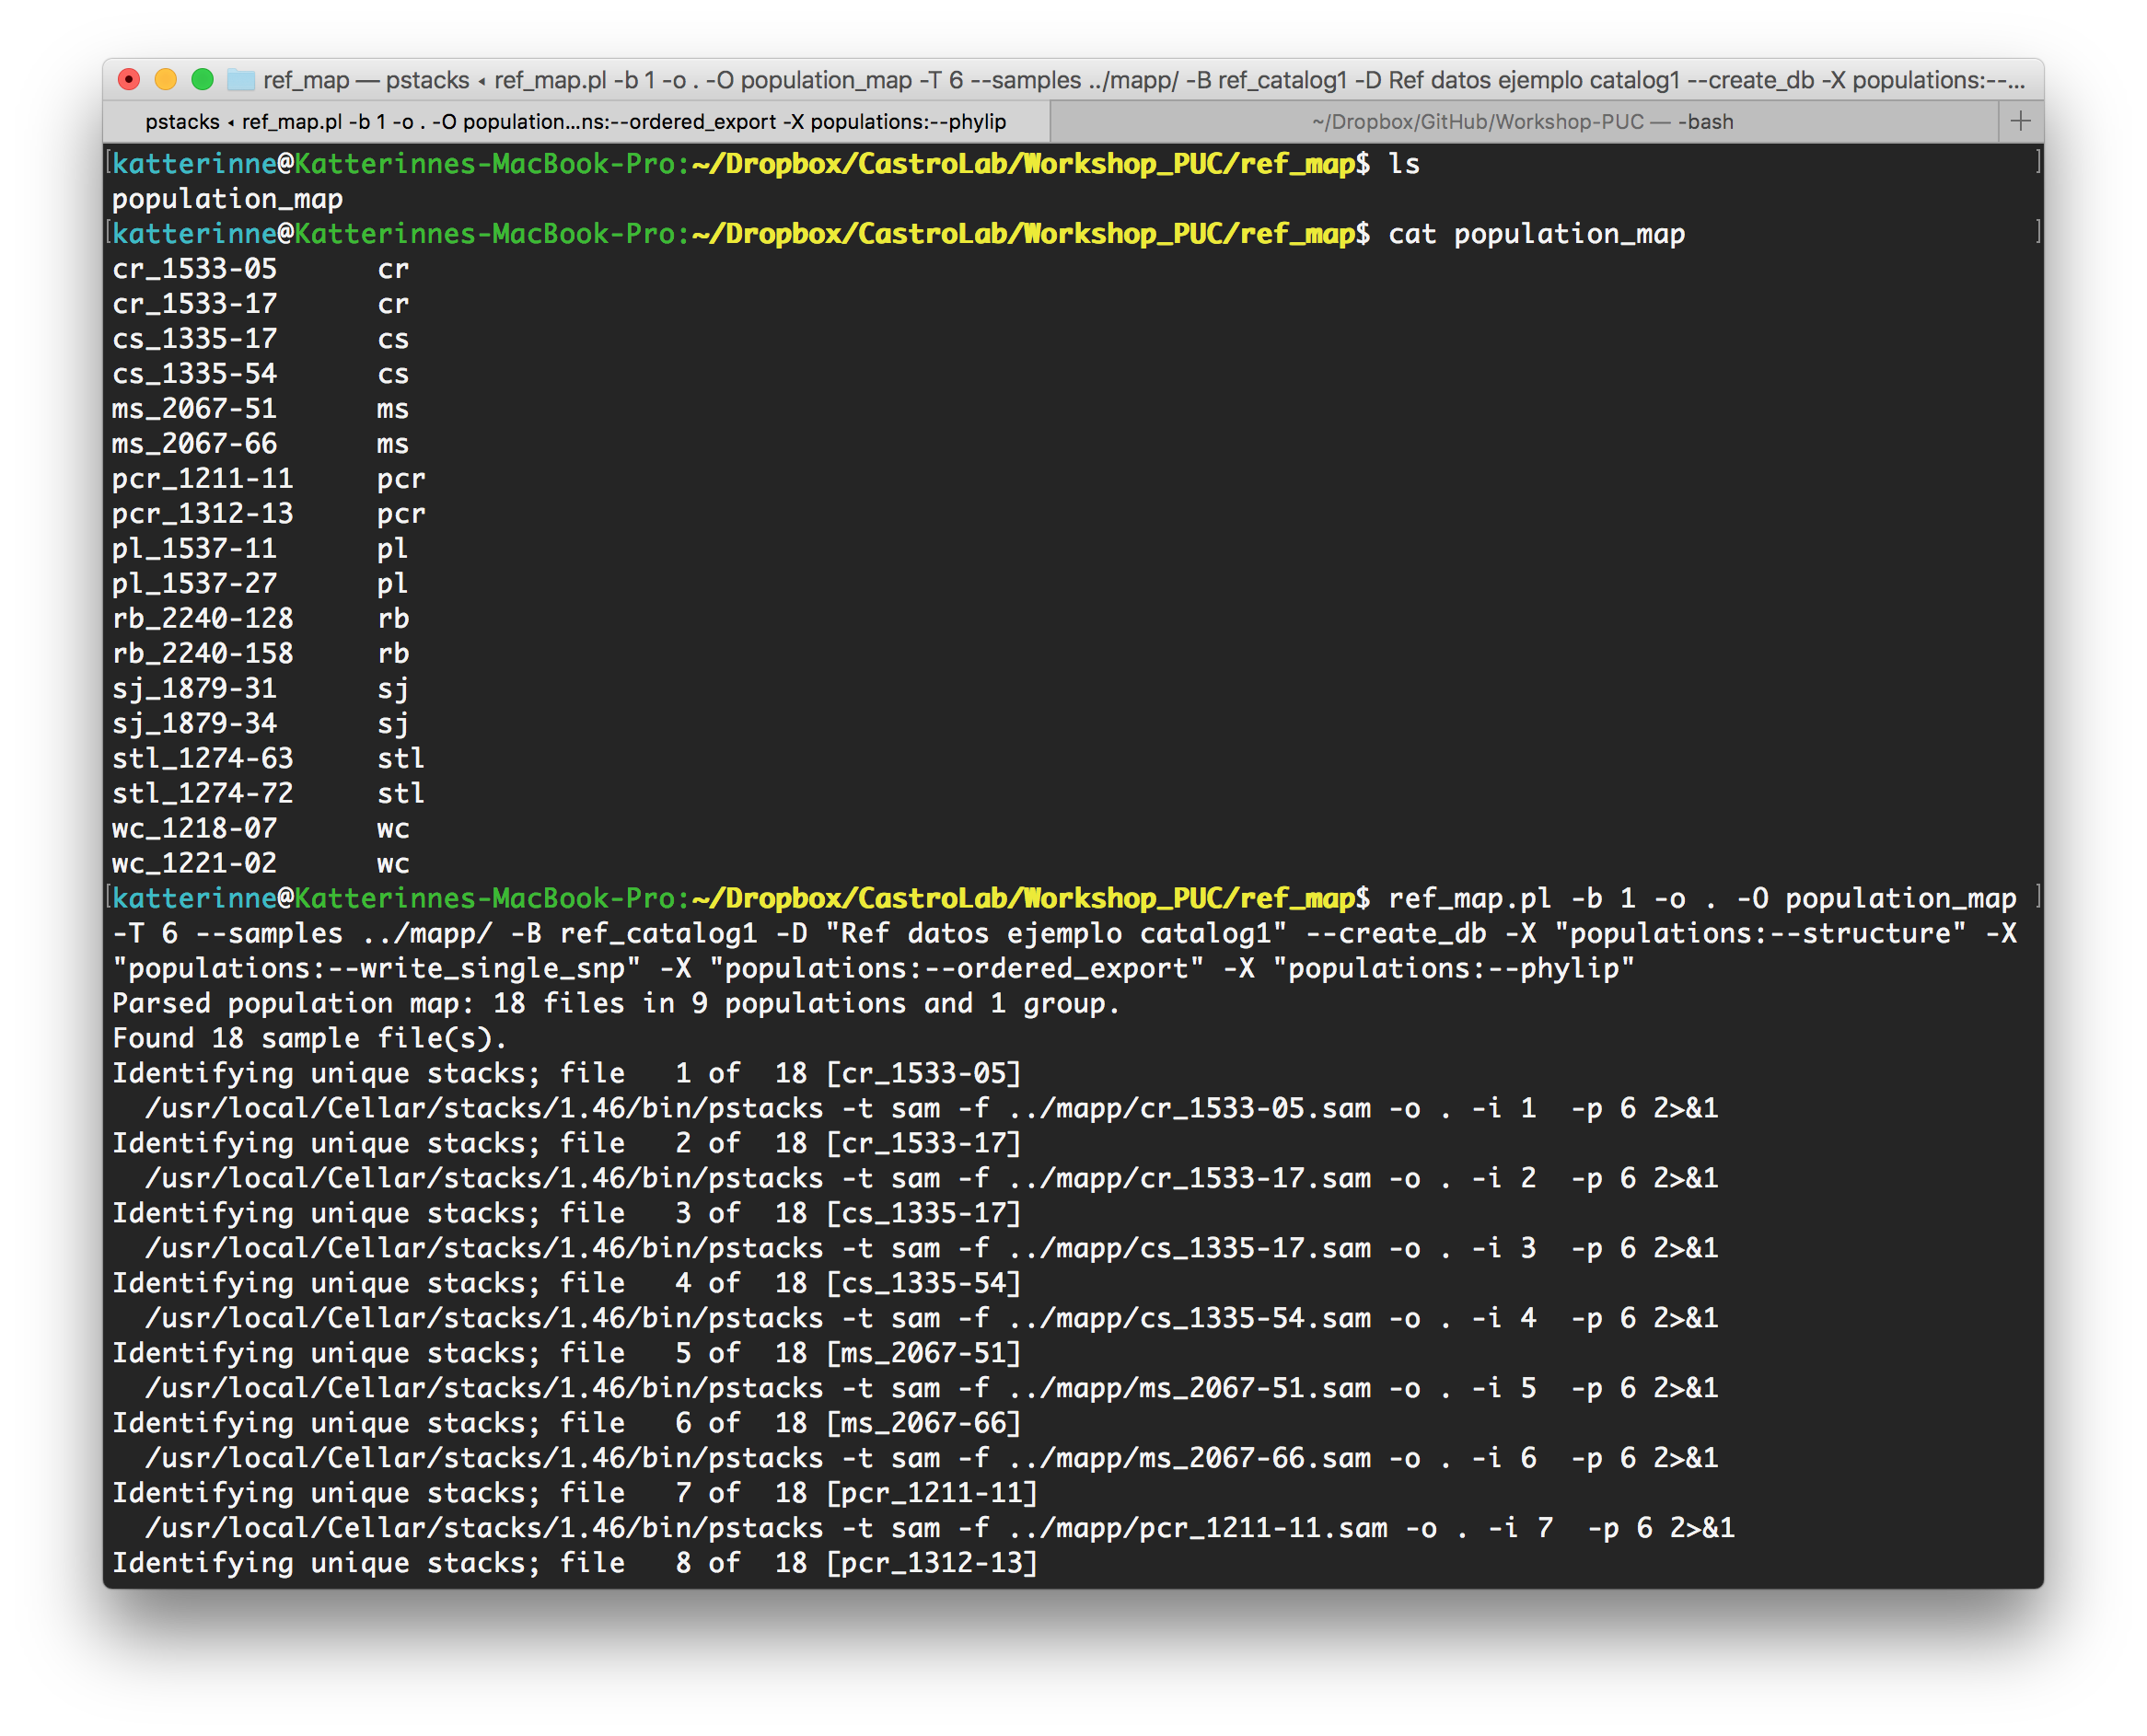 ref_map — pstacks ◂ ref_map.pl -b 1 -o . -O population_map -T 6 --samples ../mapp/ -B ref_catalog1 -D Ref datos ejemplo catalog1 --create_db -X populations:--...
pstacks ◂ ref_map.pl -b 1 -o . -O population...ns:--ordered_export -X populations:--phylip
~/Dropbox/GitHub/Workshop-PUC — -bash
katterinne@Katterinnes-MacBook-Pro:~/Dropbox/CastroLab/Workshop_PUC/ref_map$ ls
population_map
katterinne@Katterinnes-MacBook-Pro:~/Dropbox/CastroLab/Workshop_PUC/ref_map$ cat population_map
cr_1533-05      cr
cr_1533-17      cr
cs_1335-17      cs
cs_1335-54      cs
ms_2067-51      ms
ms_2067-66      ms
pcr_1211-11     pcr
pcr_1312-13     pcr
pl_1537-11      pl
pl_1537-27      pl
rb_2240-128     rb
rb_2240-158     rb
sj_1879-31      sj
sj_1879-34      sj
stl_1274-63     stl
stl_1274-72     stl
wc_1218-07      wc
wc_1221-02      wc
katterinne@Katterinnes-MacBook-Pro:~/Dropbox/CastroLab/Workshop_PUC/ref_map$ ref_map.pl -b 1 -o . -O population_map
-T 6 --samples ../mapp/ -B ref_catalog1 -D "Ref datos ejemplo catalog1" --create_db -X "populations:--structure" -X
"populations:--write_single_snp" -X "populations:--ordered_export" -X "populations:--phylip"
Parsed population map: 18 files in 9 populations and 1 group.
Found 18 sample file(s).
Identifying unique stacks; file   1 of  18 [cr_1533-05]
  /usr/local/Cellar/stacks/1.46/bin/pstacks -t sam -f ../mapp/cr_1533-05.sam -o . -i 1  -p 6 2>&1
Identifying unique stacks; file   2 of  18 [cr_1533-17]
  /usr/local/Cellar/stacks/1.46/bin/pstacks -t sam -f ../mapp/cr_1533-17.sam -o . -i 2  -p 6 2>&1
Identifying unique stacks; file   3 of  18 [cs_1335-17]
  /usr/local/Cellar/stacks/1.46/bin/pstacks -t sam -f ../mapp/cs_1335-17.sam -o . -i 3  -p 6 2>&1
Identifying unique stacks; file   4 of  18 [cs_1335-54]
  /usr/local/Cellar/stacks/1.46/bin/pstacks -t sam -f ../mapp/cs_1335-54.sam -o . -i 4  -p 6 2>&1
Identifying unique stacks; file   5 of  18 [ms_2067-51]
  /usr/local/Cellar/stacks/1.46/bin/pstacks -t sam -f ../mapp/ms_2067-51.sam -o . -i 5  -p 6 2>&1
Identifying unique stacks; file   6 of  18 [ms_2067-66]
  /usr/local/Cellar/stacks/1.46/bin/pstacks -t sam -f ../mapp/ms_2067-66.sam -o . -i 6  -p 6 2>&1
Identifying unique stacks; file   7 of  18 [pcr_1211-11]
  /usr/local/Cellar/stacks/1.46/bin/pstacks -t sam -f ../mapp/pcr_1211-11.sam -o . -i 7  -p 6 2>&1
Identifying unique stacks; file   8 of  18 [pcr_1312-13]